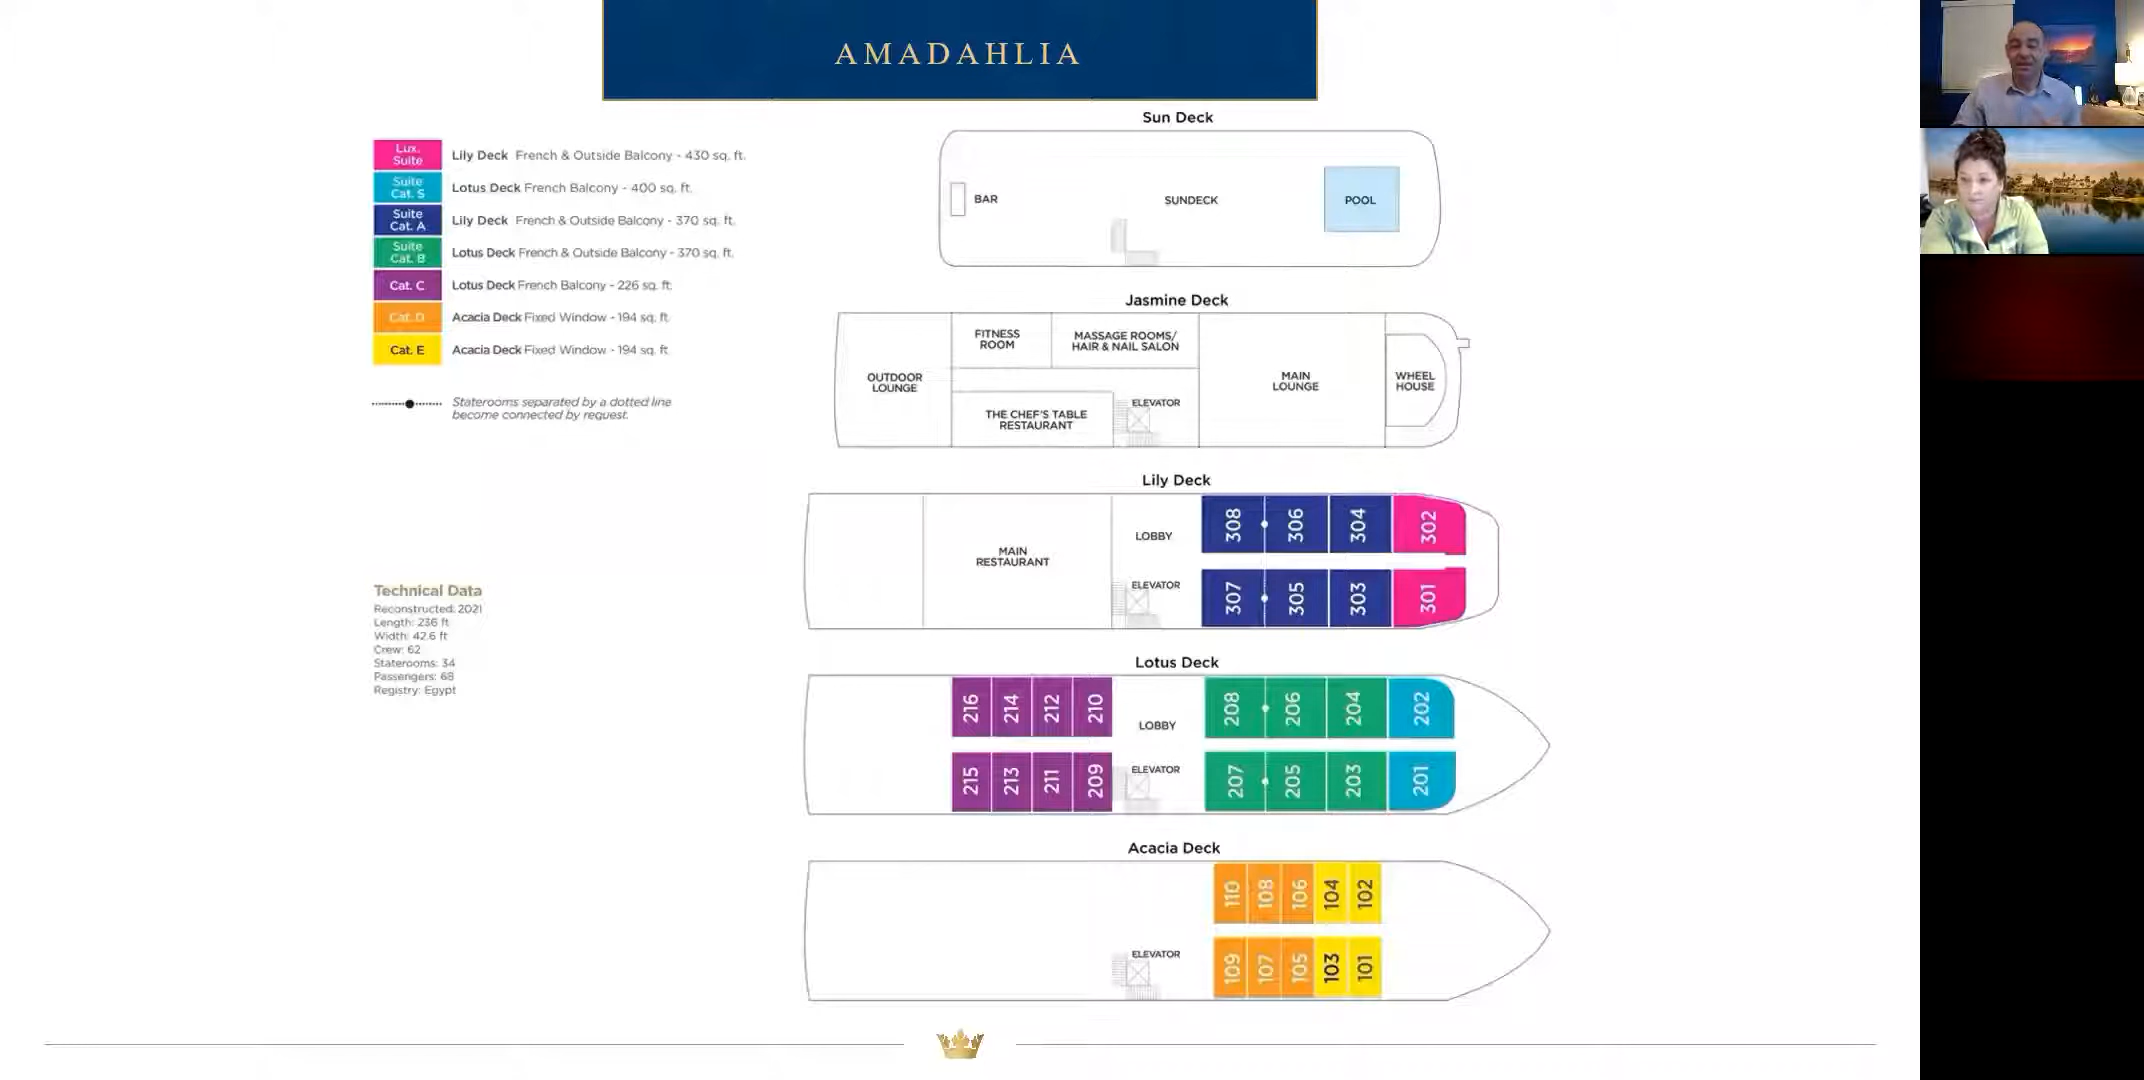 AMADAHLIA
Lux. Suite
Lily Deck French & Outside Balcony - 430 sq. ft.
Suite Cat. S
Lotus Deck French Balcony - 400 sq. ft.
Suite Cat. A
Lily Deck French & Outside Balcony - 370 sq. ft.
Suite Cat. B
Lotus Deck French & Outside Balcony - 370 sq. ft.
Cat. C
Lotus Deck French Balcony - 226 sq. ft.
Cat. D
Acacia Deck Fixed Window - 194 sq. ft.
Cat. E
Acacia Deck Fixed Window - 194 sq. ft.
Staterooms separated by a dotted line
become connected by request.
Technical Data
Reconstructed: 2021
Length: 236 ft
Width: 42.6 ft
Crew: 62
Staterooms: 34
Passengers: 68
Registry: Egypt
Sun Deck
BAR
SUNDECK
POOL
Jasmine Deck
OUTDOOR
LOUNGE
FITNESS
ROOM
MASSAGE ROOMS/
HAIR & NAIL SALON
THE CHEF'S TABLE
RESTAURANT
ELEVATOR
MAIN
LOUNGE
WHEEL
HOUSE
Lily Deck
MAIN
RESTAURANT
LOBBY
ELEVATOR
308 306 304 302
307 305 303 301
Lotus Deck
216 214 212 210
LOBBY
208 206 204 202
215 213 211 209
ELEVATOR
207 205 203 201
Acacia Deck
110 108 106 104 102
ELEVATOR
109 107 105 103 101